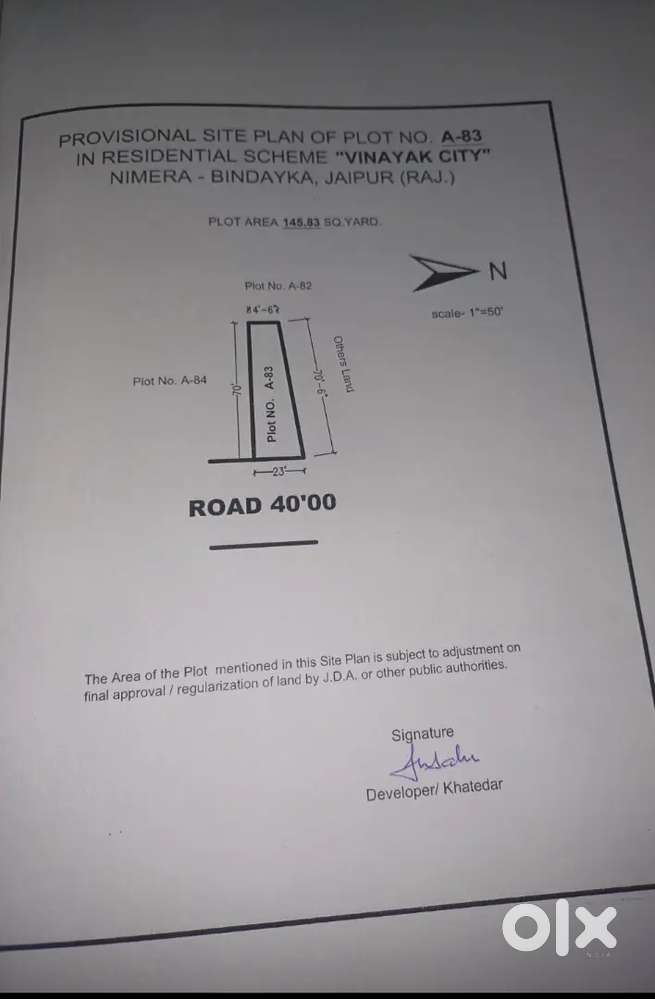 PROVISIONAL SITE PLAN OF PLOT NO. A-83
IN RESIDENTIAL SCHEME "VINAYAK CITY"
NIMERA - BINDAYKA, JAIPUR (RAJ.)
PLOT AREA 145.83 SQ.YARD.
N
scale- 1"=50'
Plot No. A-82
Plot No. A-84
70'
Plot NO. A-83
70'-6"
Others Land
23'
ROAD 40'00
The Area of the Plot mentioned in this Site Plan is subject to adjustment on
final approval / regularization of land by J.D.A. or other public authorities.
Signature
Developer/ Khatedar
olx